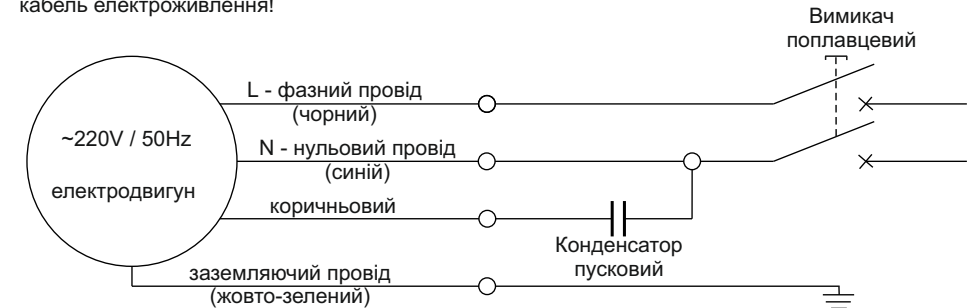 кабель електроживлення!
Вимикач
поплавцевий
L - фазний провід
(чорний)
~220V / 50Hz
N - нульовий провід
(синій)
електродвигун
коричньовий
Конденсатор
пусковий
заземляючий провід
(жовто-зелений)